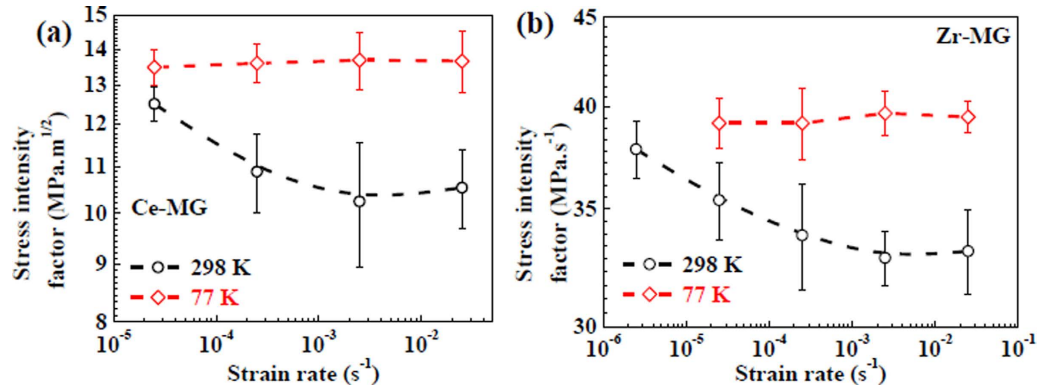 (a)
Stress intensity
factor (MPa.m^1/2)
14
13
12
11
10
9
8
Ce-MG
298 K
77 K
10^-5
10^-4
10^-3
10^-2
Strain rate (s^-1)
(b)
Zr-MG
Stress intensity
factor (MPa.s^-1)
45
40
35
30
298 K
77 K
10^-6
10^-5
10^-4
10^-3
10^-2
10^-1
Strain rate (s^-1)